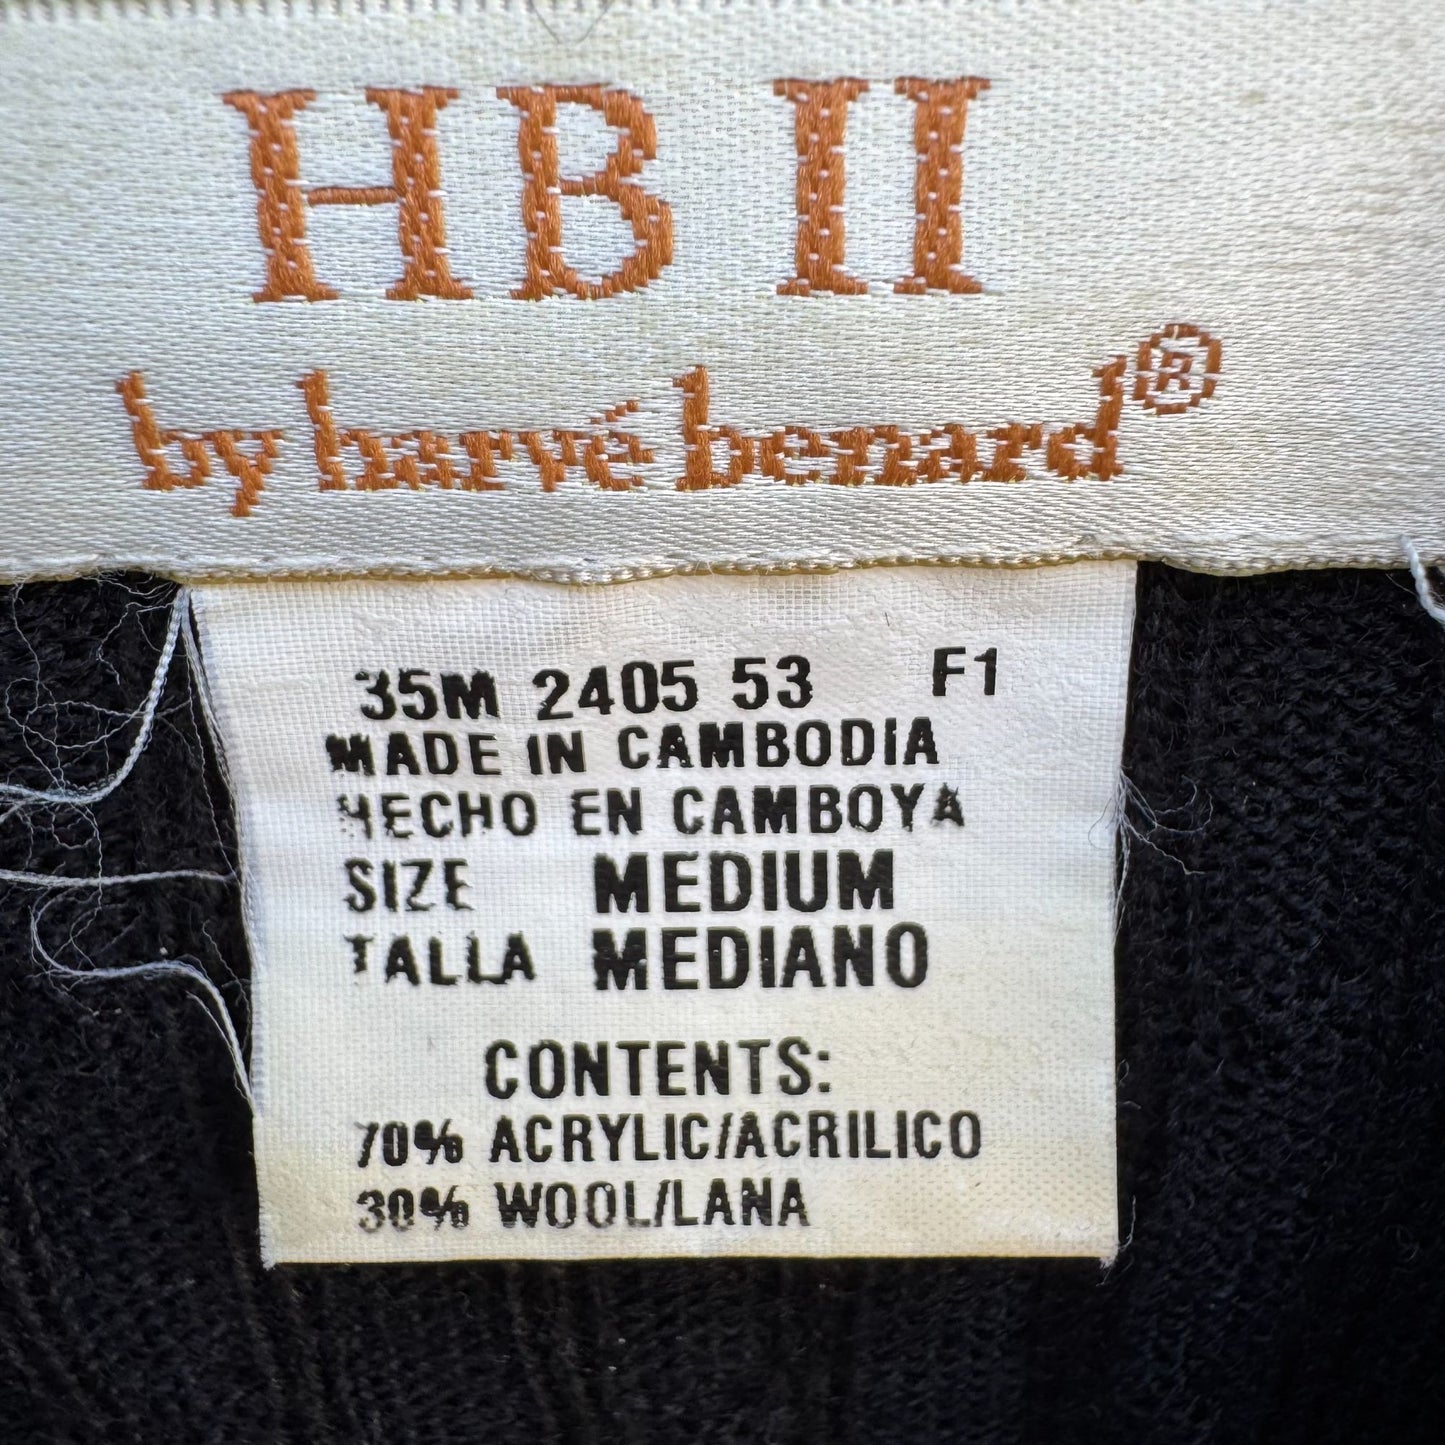 HB II
by harvé benard®
35M 2405 53 F1
MADE IN CAMBODIA
HECHO EN CAMBOYA
SIZE MEDIUM
TALLA MEDIANO
CONTENTS:
70% ACRYLIC/ACRILICO
30% WOOL/LANA